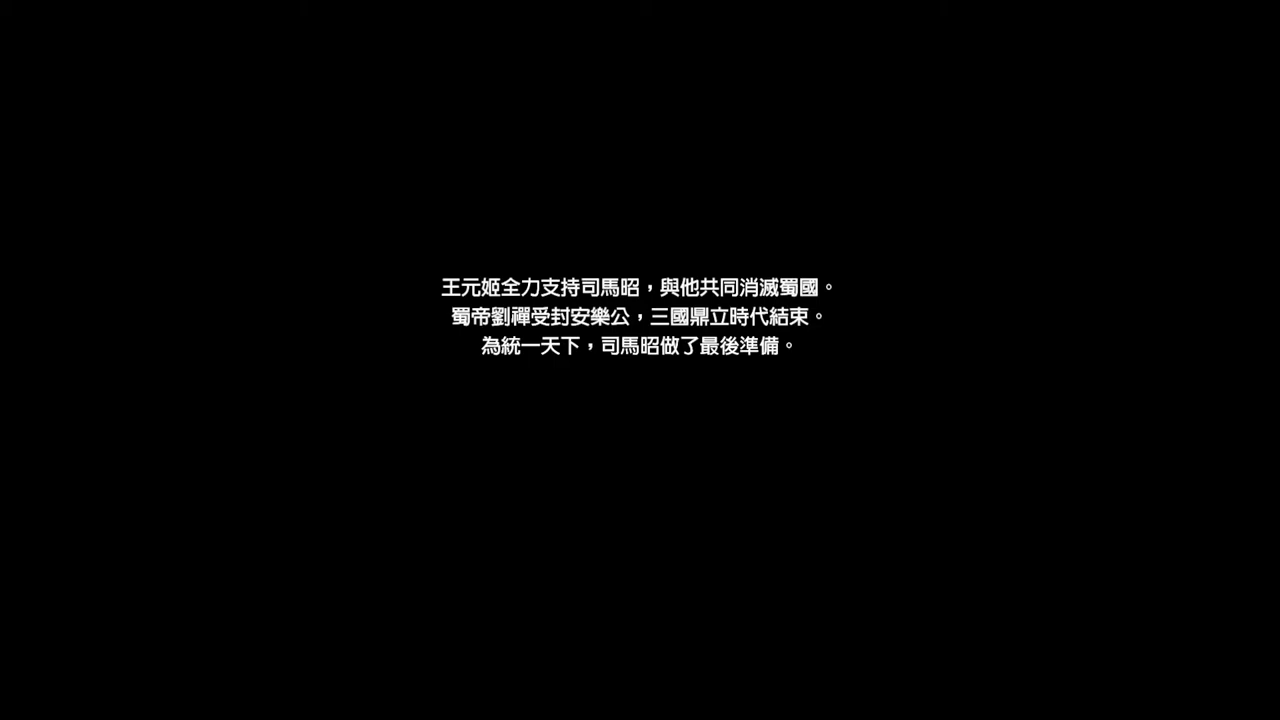 王元姬全力支持司馬昭，與他共同消滅蜀國。
蜀帝劉禪受封安樂公，三國鼎立時代結束。
為統一天下，司馬昭做了最後準備。